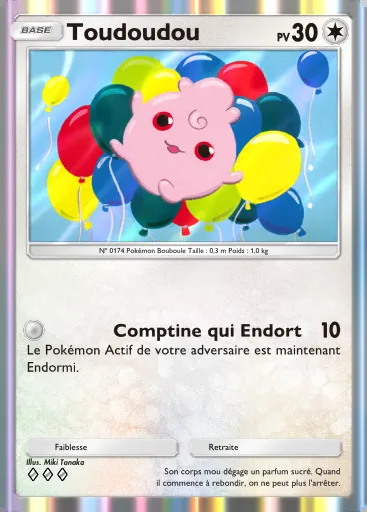 BASE
Toudoudou
PV 30
N° 0174 Pokémon Bouboule Taille : 0,3 m Poids : 1,0 kg
Comptine qui Endort 10
Le Pokémon Actif de votre adversaire est maintenant
Endormi.
Faiblesse
Retraite
Illus. Miki Tanaka
Son corps mou dégage un parfum sucré. Quand
il commence à rebondir, on ne peut plus l'arrêter.